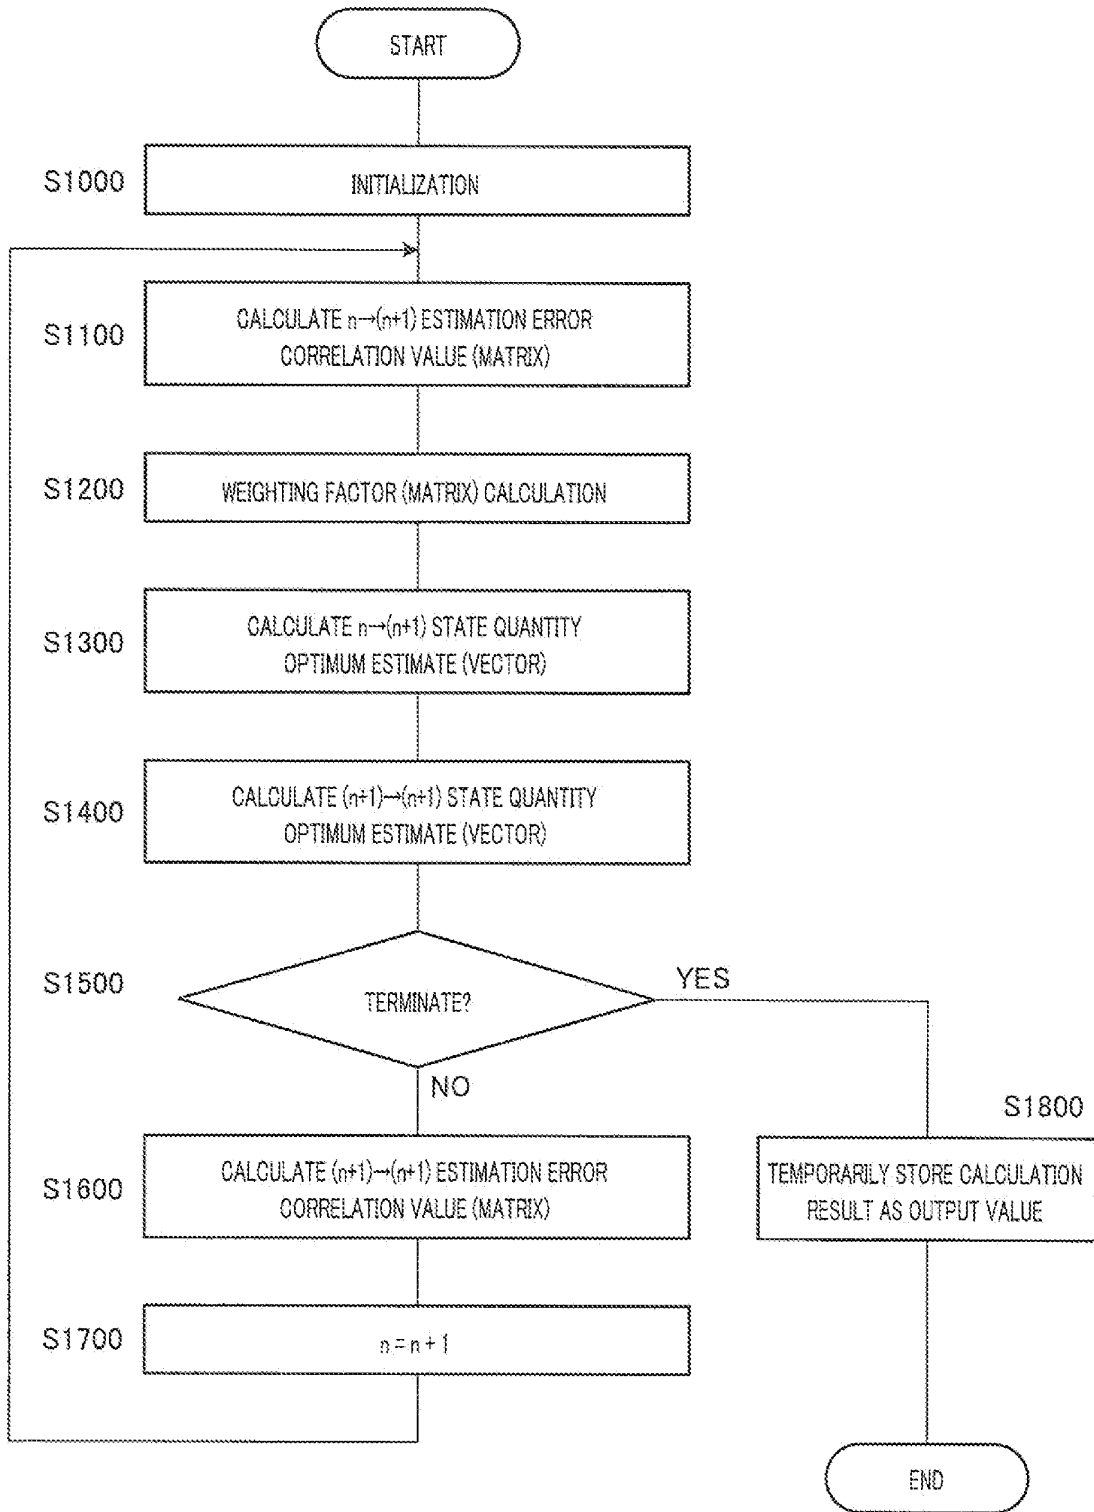 START
S1000
INITIALIZATION
S1100
CALCULATE n→(n+1) ESTIMATION ERROR
CORRELATION VALUE (MATRIX)
S1200
WEIGHTING FACTOR (MATRIX) CALCULATION
S1300
CALCULATE n→(n+1) STATE QUANTITY
OPTIMUM ESTIMATE (VECTOR)
S1400
CALCULATE (n+1)→(n+1) STATE QUANTITY
OPTIMUM ESTIMATE (VECTOR)
S1500
TERMINATE?
YES
NO
S1600
CALCULATE (n+1)→(n+1) ESTIMATION ERROR
CORRELATION VALUE (MATRIX)
S1800
TEMPORARILY STORE CALCULATION
RESULT AS OUTPUT VALUE
S1700
n = n + 1
END